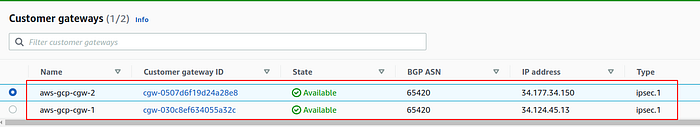 Customer gateways (1/2) Info
Filter customer gateways
Name Customer gateway ID State BGP ASN IP address Type
aws-gcp-cgw-2 cgw-0507d6f19d24a28e8 Available 65420 34.177.34.150 ipsec.1
aws-gcp-cgw-1 cgw-030c8ef634055a32c Available 65420 34.124.45.13 ipsec.1